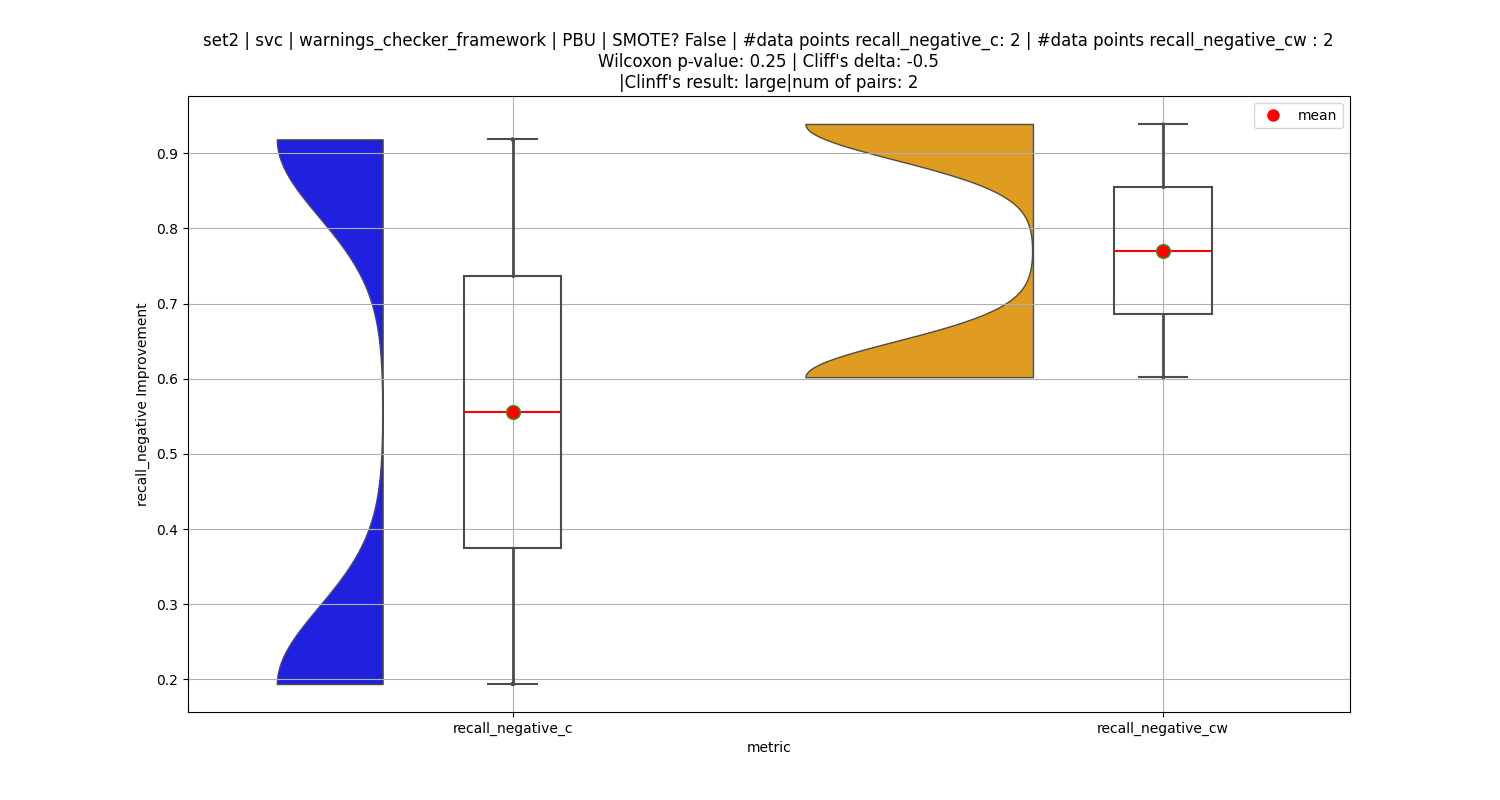 set2 | svc | warnings_checker_framework | PBU | SMOTE? False | #data points recall_negative_c: 2 | #data points recall_negative_cw : 2
Wilcoxon p-value: 0.25 | Cliff's delta: -0.5
|Clinff's result: large|num of pairs: 2
mean
0.9
0.8
0.7
0.6
0.5
0.4
0.3
0.2
recall_negative Improvement
recall_negative_c
recall_negative_cw
metric